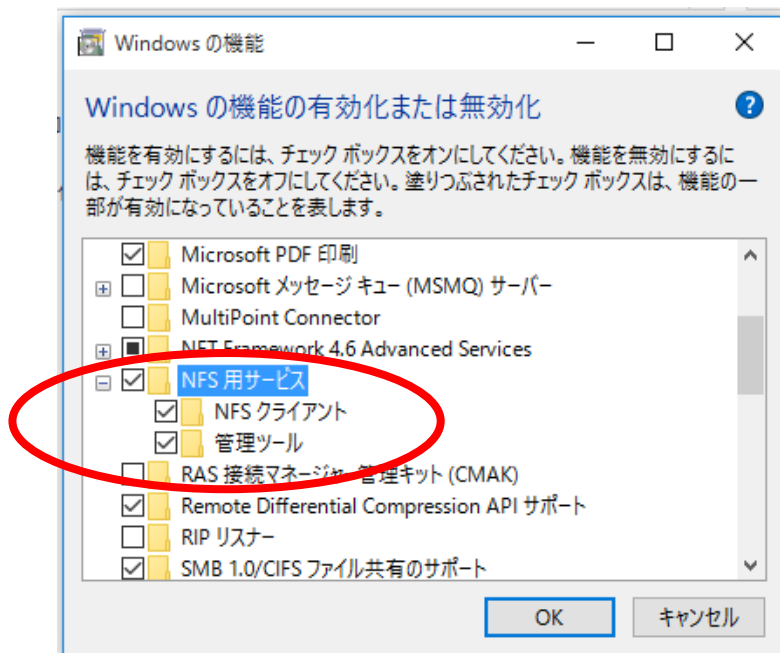 Windows の機能
Windows の機能の有効化または無効化
機能を有効にするには、チェック ボックスをオンにしてください。機能を無効にするに
は、チェック ボックスをオフにしてください。塗りつぶされたチェック ボックスは、機能の一
部が有効になっていることを表します。
Microsoft PDF 印刷
Microsoft メッセージ キュー (MSMQ) サーバー
MultiPoint Connector
.NET Framework 4.6 Advanced Services
NFS 用サービス
NFS クライアント
管理ツール
RAS 接続マネージャー管理キット (CMAK)
Remote Differential Compression API サポート
RIP リスナー
SMB 1.0/CIFS ファイル共有のサポート
OK
キャンセル